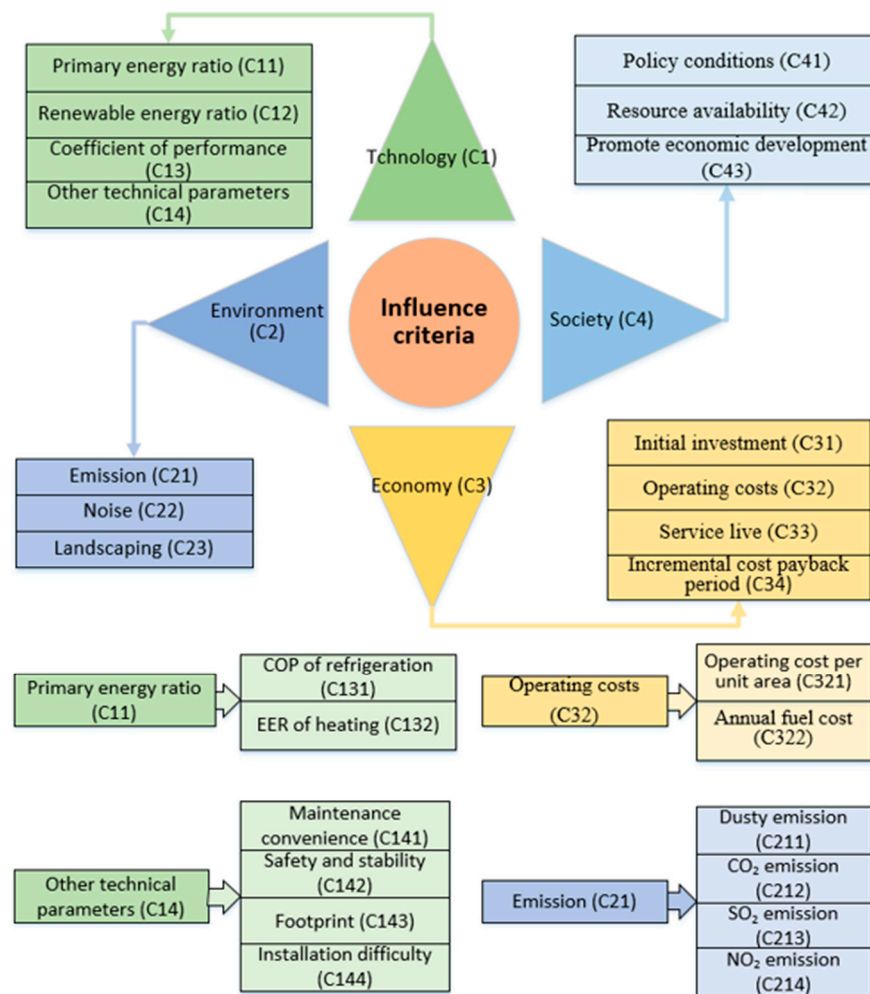 Primary energy ratio (C11)
Renewable energy ratio (C12)
Coefficient of performance
(C13)
Other technical parameters
(C14)
Tchnology (C1)
Policy conditions (C41)
Resource availability (C42)
Promote economic development
(C43)
Environment
(C2)
Influence
criteria
Society (C4)
Emission (C21)
Noise (C22)
Landscaping (C23)
Economy (C3)
Initial investment (C31)
Operating costs (C32)
Service live (C33)
Incremental cost payback
period (C34)
Primary energy ratio
(C11)
COP of refrigeration
(C131)
EER of heating (C132)
Operating costs
(C32)
Operating cost per
unit area (C321)
Annual fuel cost
(C322)
Other technical
parameters (C14)
Maintenance
convenience (C141)
Safety and stability
(C142)
Footprint (C143)
Installation difficulty
(C144)
Emission (C21)
Dusty emission
(C211)
CO₂ emission
(C212)
SO₂ emission
(C213)
NO₂ emission
(C214)